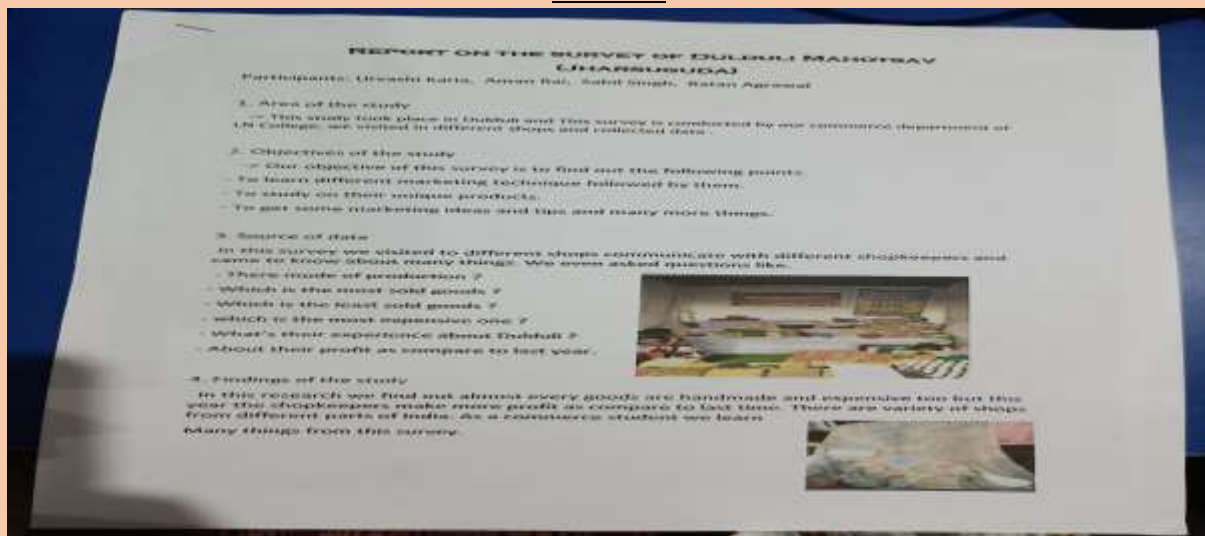 REPORT ON THE SURVEY OF DULDULI MAHOTSAV
(JHARSUGUDA)
Participants: Urvashi Karia, Aman Rai, Sahil Singh, Ratan Agrawal
1. Area of the study
-> This study took place in Dulduli and This survey is conducted by our commerce department of
LN College, we visited in different shops and collected data
2. Objectives of the study
-> Our objective of this survey is to find out the following points
- To learn different marketing technique followed by them.
- To study on their unique products.
- To get some marketing ideas and tips and many more things.
3. Source of data
In this survey we visited to different shops communicate with different shopkeepers and
came to know about many things. We even asked questions like.
- There mode of production ?
- Which is the most sold goods ?
- Which is the least sold goods ?
- which is the most expensive one ?
- What's their experience about Dulduli ?
- About their profit as compare to last year.
4. Findings of the study
In this research we find out almost every goods are handmade and expensive too but this
year the shopkeepers make more profit as compare to last time. There are variety of shops
from different parts of India. As a commerce student we learn
Many things from this survey.